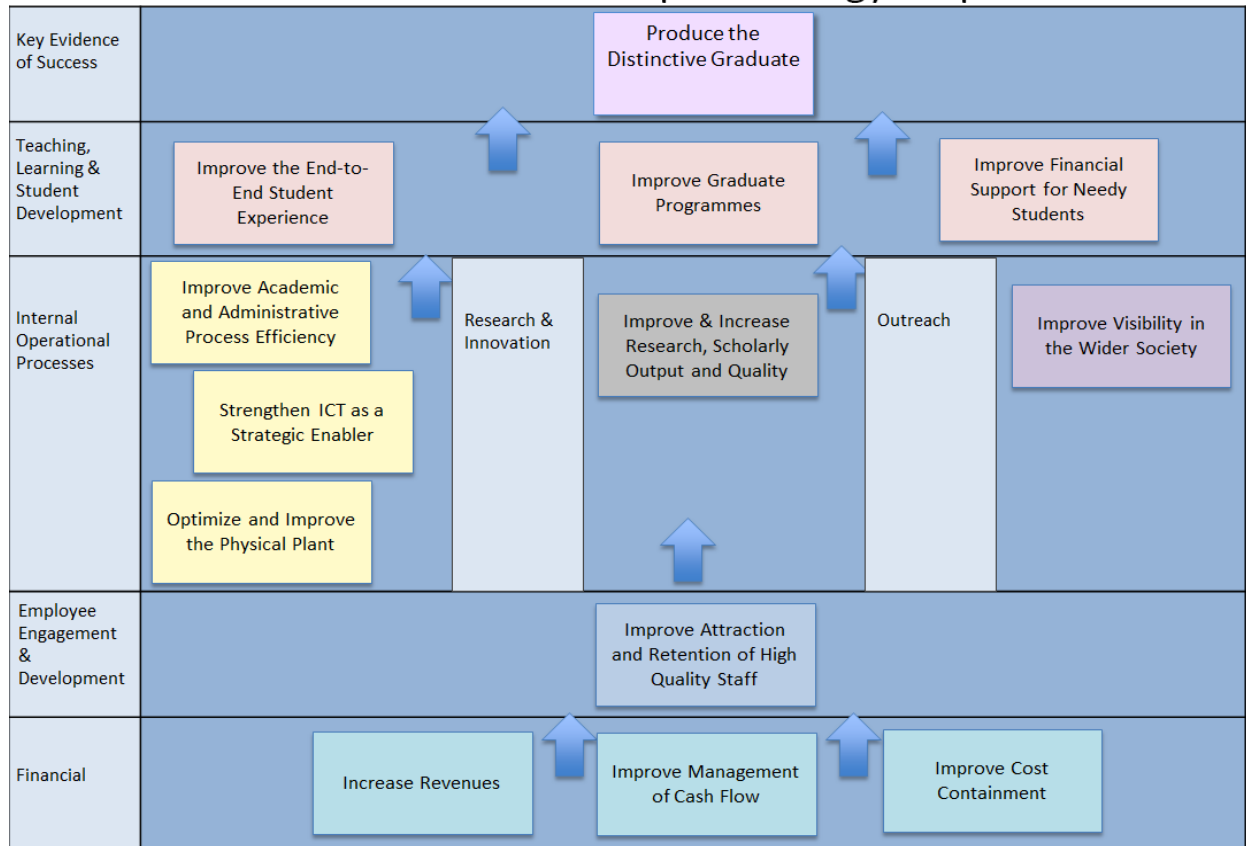 Key Evidence
of Success
Produce the
Distinctive Graduate
Teaching,
Learning &
Student
Development
Improve the End-to-
End Student
Experience
Improve Graduate
Programmes
Improve Financial
Support for Needy
Students
Internal
Operational
Processes
Improve Academic
and Administrative
Process Efficiency
Strengthen ICT as a
Strategic Enabler
Optimize and Improve
the Physical Plant
Research &
Innovation
Improve & Increase
Research, Scholarly
Output and Quality
Outreach
Improve Visibility in
the Wider Society
Employee
Engagement
&
Development
Improve Attraction
and Retention of High
Quality Staff
Financial
Increase Revenues
Improve Management
of Cash Flow
Improve Cost
Containment